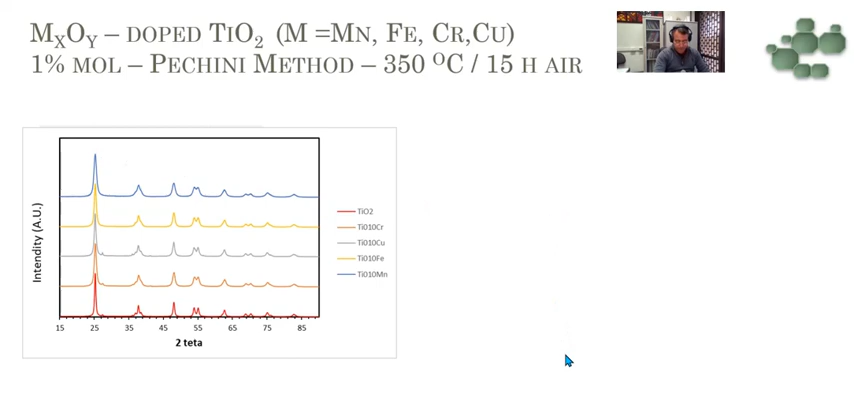 MXOY – DOPED TIO2 (M =MN, FE, CR,CU)
1% MOL – PECHINI METHOD – 350 OC / 15 H AIR
Intendity (A.U.)
TiO2
Ti010Cr
Ti010Cu
Ti010Fe
Ti010Mn
15 25 35 45 55 65 75 85
2 teta